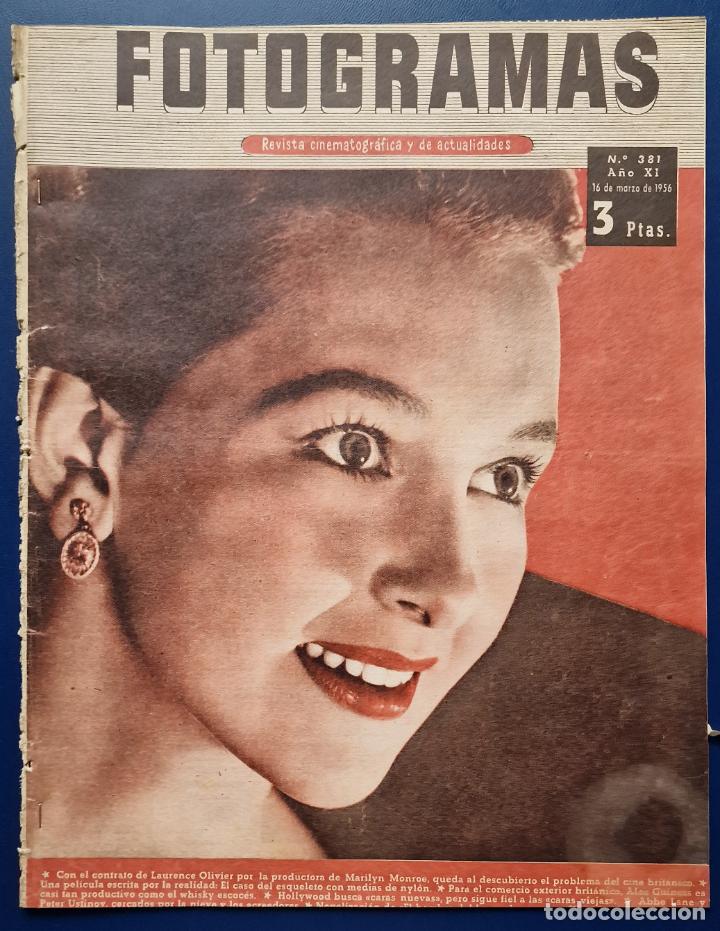 FOTOGRAMAS
Revista cinematográfica y de actualidades
N.º 381
Año XI
16 de marzo de 1956
3 Ptas.
★ Con el contrato de Laurence Olivier por la productora de Marilyn Monroe, queda al descubierto el problema del cine británico. ★
Una película escrita por la realidad: El caso del esqueleto con medias de nylón. ★ Para el comercio exterior británico, Alec Guiness es
casi tan productivo como el whisky escocés. ★ Hollywood busca «caras nuevas», pero sigue fiel a las «caras viejas». ★ Abbe Lane y
Peter Ustinov, cercados por la nieve y los acreedores. ★ Novelización de
todocoleccion